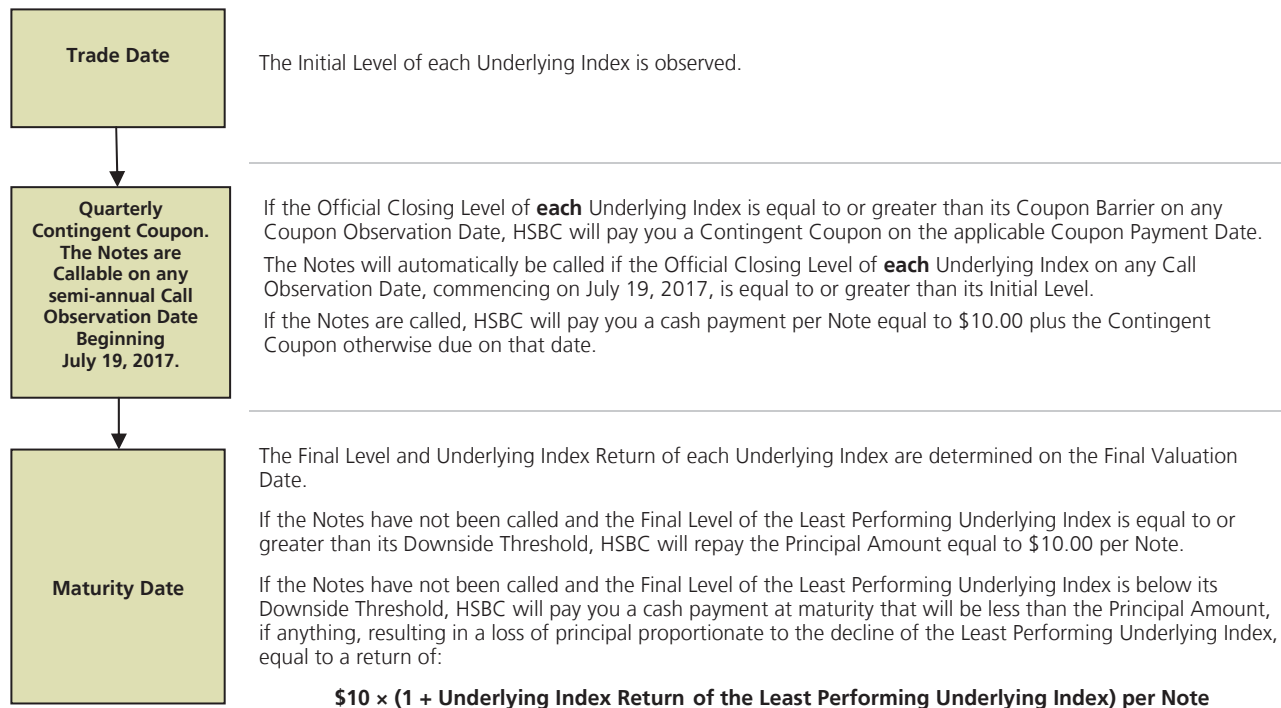 Trade Date
The Initial Level of each Underlying Index is observed.
Quarterly
Contingent Coupon.
The Notes are
Callable on any
semi-annual Call
Observation Date
Beginning
July 19, 2017.
If the Official Closing Level of each Underlying Index is equal to or greater than its Coupon Barrier on any
Coupon Observation Date, HSBC will pay you a Contingent Coupon on the applicable Coupon Payment Date.
The Notes will automatically be called if the Official Closing Level of each Underlying Index on any Call
Observation Date, commencing on July 19, 2017, is equal to or greater than its Initial Level.
If the Notes are called, HSBC will pay you a cash payment per Note equal to $10.00 plus the Contingent
Coupon otherwise due on that date.
Maturity Date
The Final Level and Underlying Index Return of each Underlying Index are determined on the Final Valuation
Date.
If the Notes have not been called and the Final Level of the Least Performing Underlying Index is equal to or
greater than its Downside Threshold, HSBC will repay the Principal Amount equal to $10.00 per Note.
If the Notes have not been called and the Final Level of the Least Performing Underlying Index is below its
Downside Threshold, HSBC will pay you a cash payment at maturity that will be less than the Principal Amount,
if anything, resulting in a loss of principal proportionate to the decline of the Least Performing Underlying Index,
equal to a return of:
$10 × (1 + Underlying Index Return of the Least Performing Underlying Index) per Note